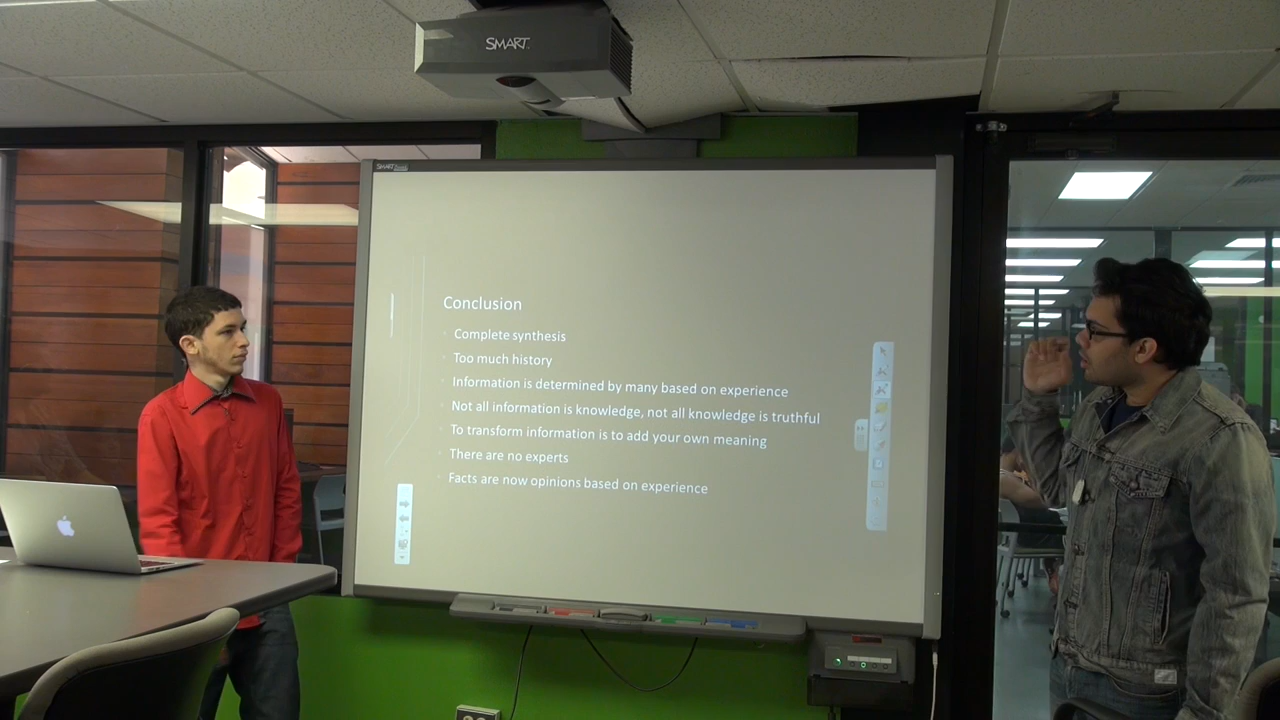 SMART
SMART
Conclusion
Complete synthesis
Too much history
Information is determined by many based on experience
Not all information is knowledge, not all knowledge is truthful
To transform information is to add your own meaning
There are no experts
Facts are now opinions based on experience